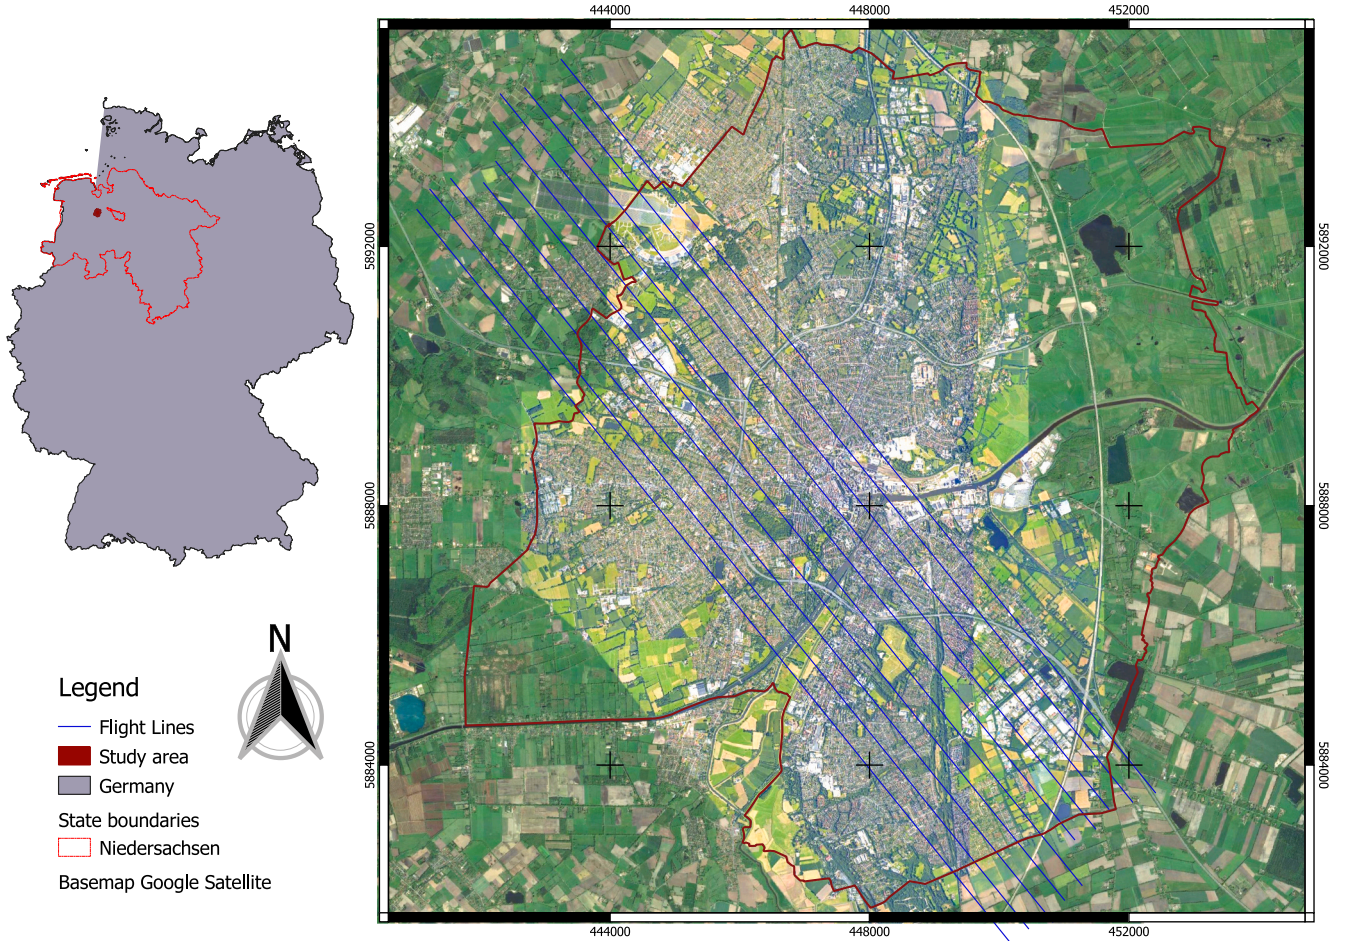 444000
448000
452000
5892000
5892000
5888000
5888000
5884000
5884000
N
Legend
Flight Lines
Study area
Germany
State boundaries
Niedersachsen
Basemap Google Satellite
444000
448000
452000